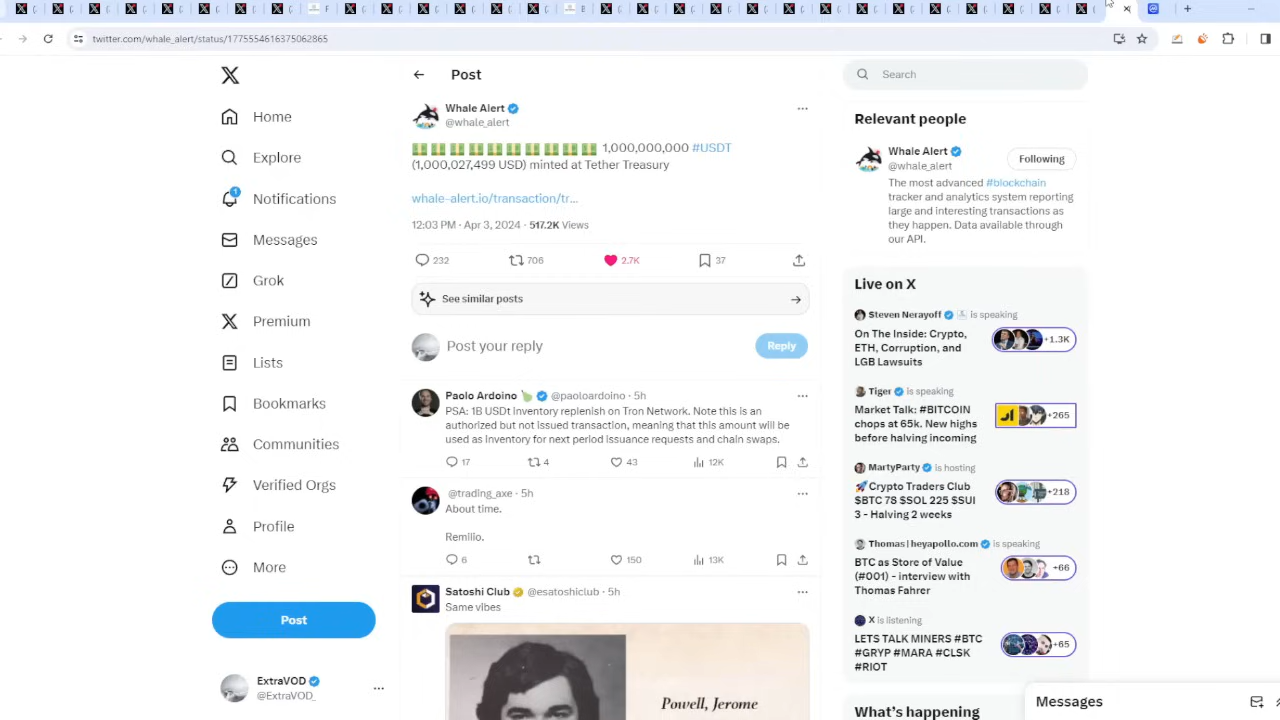 twitter.com/whale_alert/status/1775554616375062865
Home
Explore
1
Notifications
Messages
Grok
Premium
Lists
Bookmarks
Communities
Verified Orgs
Profile
More
Post
ExtraVOD
@ExtraVOD_
Post
Whale Alert
@whale_alert
1,000,000,000 #USDT
(1,000,027,499 USD) minted at Tether Treasury
whale-alert.io/transaction/tr...
12:03 PM · Apr 3, 2024 · 517.2K Views
232
706
2.7K
37
See similar posts
Post your reply
Reply
Paolo Ardoino @paoloardoino · 5h
PSA: 1B USDt inventory replenish on Tron Network. Note this is an
authorized but not issued transaction, meaning that this amount will be
used as inventory for next period issuance requests and chain swaps.
17
4
43
12K
@trading_axe · 5h
About time.
Remilio.
6
150
13K
Satoshi Club @esatoshiclub · 5h
Same vibes
Powell, Jerome
Search
Relevant people
Whale Alert
@whale_alert
Following
The most advanced #blockchain
tracker and analytics system reporting
large and interesting transactions as
they happen. Data available through
our API.
Live on X
Steven Nerayoff is speaking
On The Inside: Crypto,
ETH, Corruption, and
LGB Lawsuits
+1.3K
Tiger is speaking
Market Talk: #BITCOIN
chops at 65k. New highs
before halving incoming
+265
MartyParty is hosting
Crypto Traders Club
$BTC 78 $SOL 225 $SUI
3 - Halving 2 weeks
+218
Thomas | heyapollo.com is speaking
BTC as Store of Value
(#001) - interview with
Thomas Fahrer
+66
X is listening
LETS TALK MINERS #BTC
#GRYP #MARA #CLSK
#RIOT
+65
What's happening
Messages